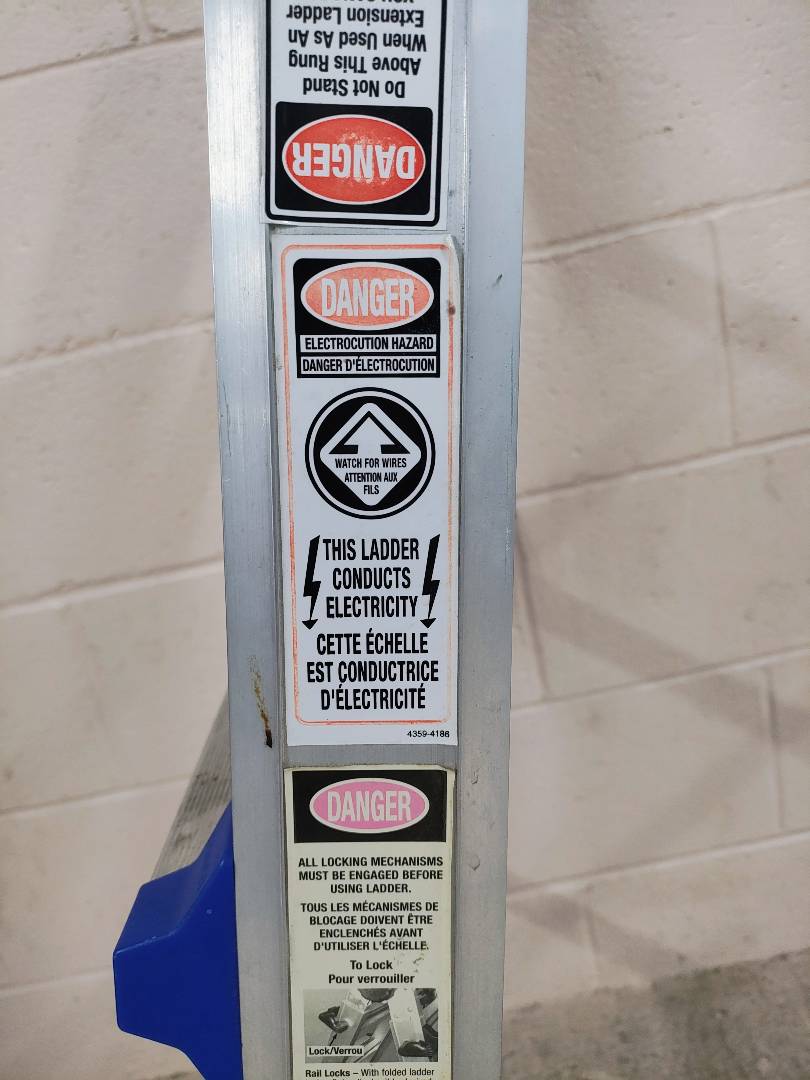 DANGER
Do Not Stand
Above This Rung
When Used As An
Extension Ladder
DANGER
ELECTROCUTION HAZARD
DANGER D'ÉLECTROCUTION
WATCH FOR WIRES
ATTENTION AUX
FILS
THIS LADDER
CONDUCTS
ELECTRICITY
CETTE ÉCHELLE
EST CONDUCTRICE
D'ÉLECTRICITÉ
4359-4186
DANGER
ALL LOCKING MECHANISMS
MUST BE ENGAGED BEFORE
USING LADDER.
TOUS LES MÉCANISMES DE
BLOCAGE DOIVENT ÊTRE
ENCLENCHÉS AVANT
D'UTILISER L'ÉCHELLE.
To Lock
Pour verrouiller
Lock/Verrou
Rail Locks – With folded ladder